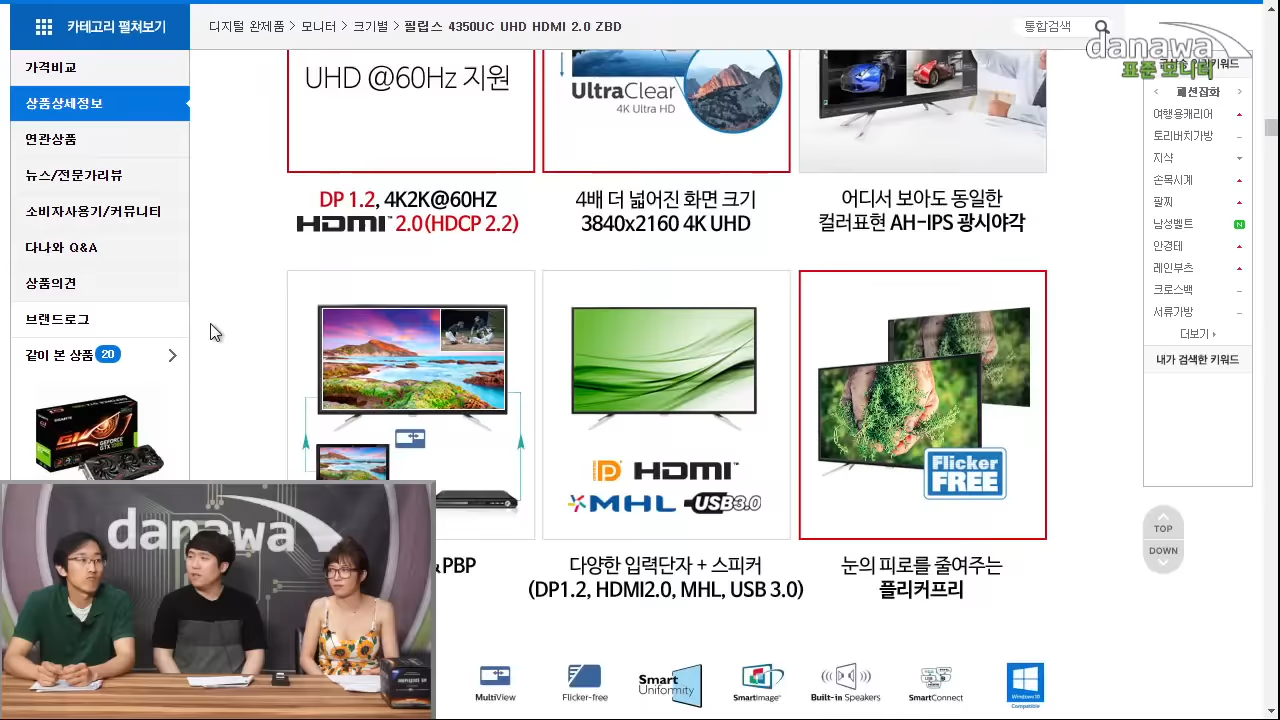 카테고리 펼쳐보기
디지털 완제품 > 모니터 > 크기별 > 필립스 4350UC UHD HDMI 2.0 ZBD
통합검색
danawa
표준 모니터
가격비교
상품상세정보
연관상품
뉴스/전문가리뷰
소비자사용기/커뮤니티
다나와 Q&A
상품의견
브랜드로그
같이 본 상품 20
UHD @60Hz 지원
UltraClear
4K Ultra HD
DP 1.2, 4K2K@60HZ
HDMI™ 2.0(HDCP 2.2)
4배 더 넓어진 화면 크기
3840x2160 4K UHD
어디서 보아도 동일한
컬러표현 AH-IPS 광시야각
HDMI™
MHL USB3.0
Flicker
FREE
&PBP
다양한 입력단자 + 스피커
(DP1.2, HDMI2.0, MHL, USB 3.0)
눈의 피로를 줄여주는
플리커프리
MultiView
Flicker-free
Smart
Uniformity
SmartImage
Built-in Speakers
SmartConnect
Windows 10
Compatible
키워드
패션잡화
여행용캐리어
토리버치가방
지샥
손목시계
팔찌
남성벨트 N
안경테
레인부츠
크로스백
서류가방
더보기
내가 검색한 키워드
TOP
DOWN
GEFORCE
danawa